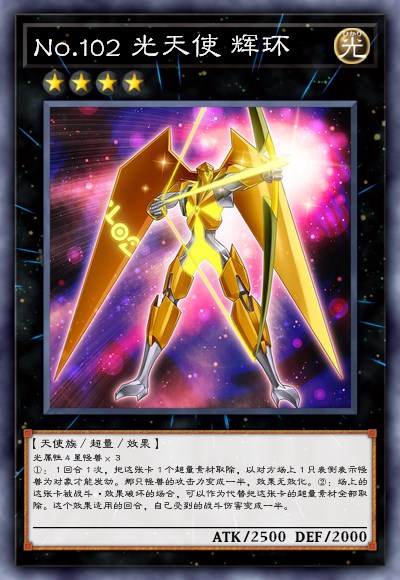 No.102 光天使 辉环
光
ひかり
102
【天使族／超量／效果】
光属性4星怪兽×3
①：1回合1次，把这张卡1个超量素材取除，以对方场上1只表侧表示怪
兽为对象才能发动。那只怪兽的攻击力变成一半，效果无效化。②：场上的
这张卡被战斗·效果破坏的场合，可以作为代替把这张卡的超量素材全部取
除。这个效果适用的回合，自己受到的战斗伤害变成一半。
ATK/2500 DEF/2000